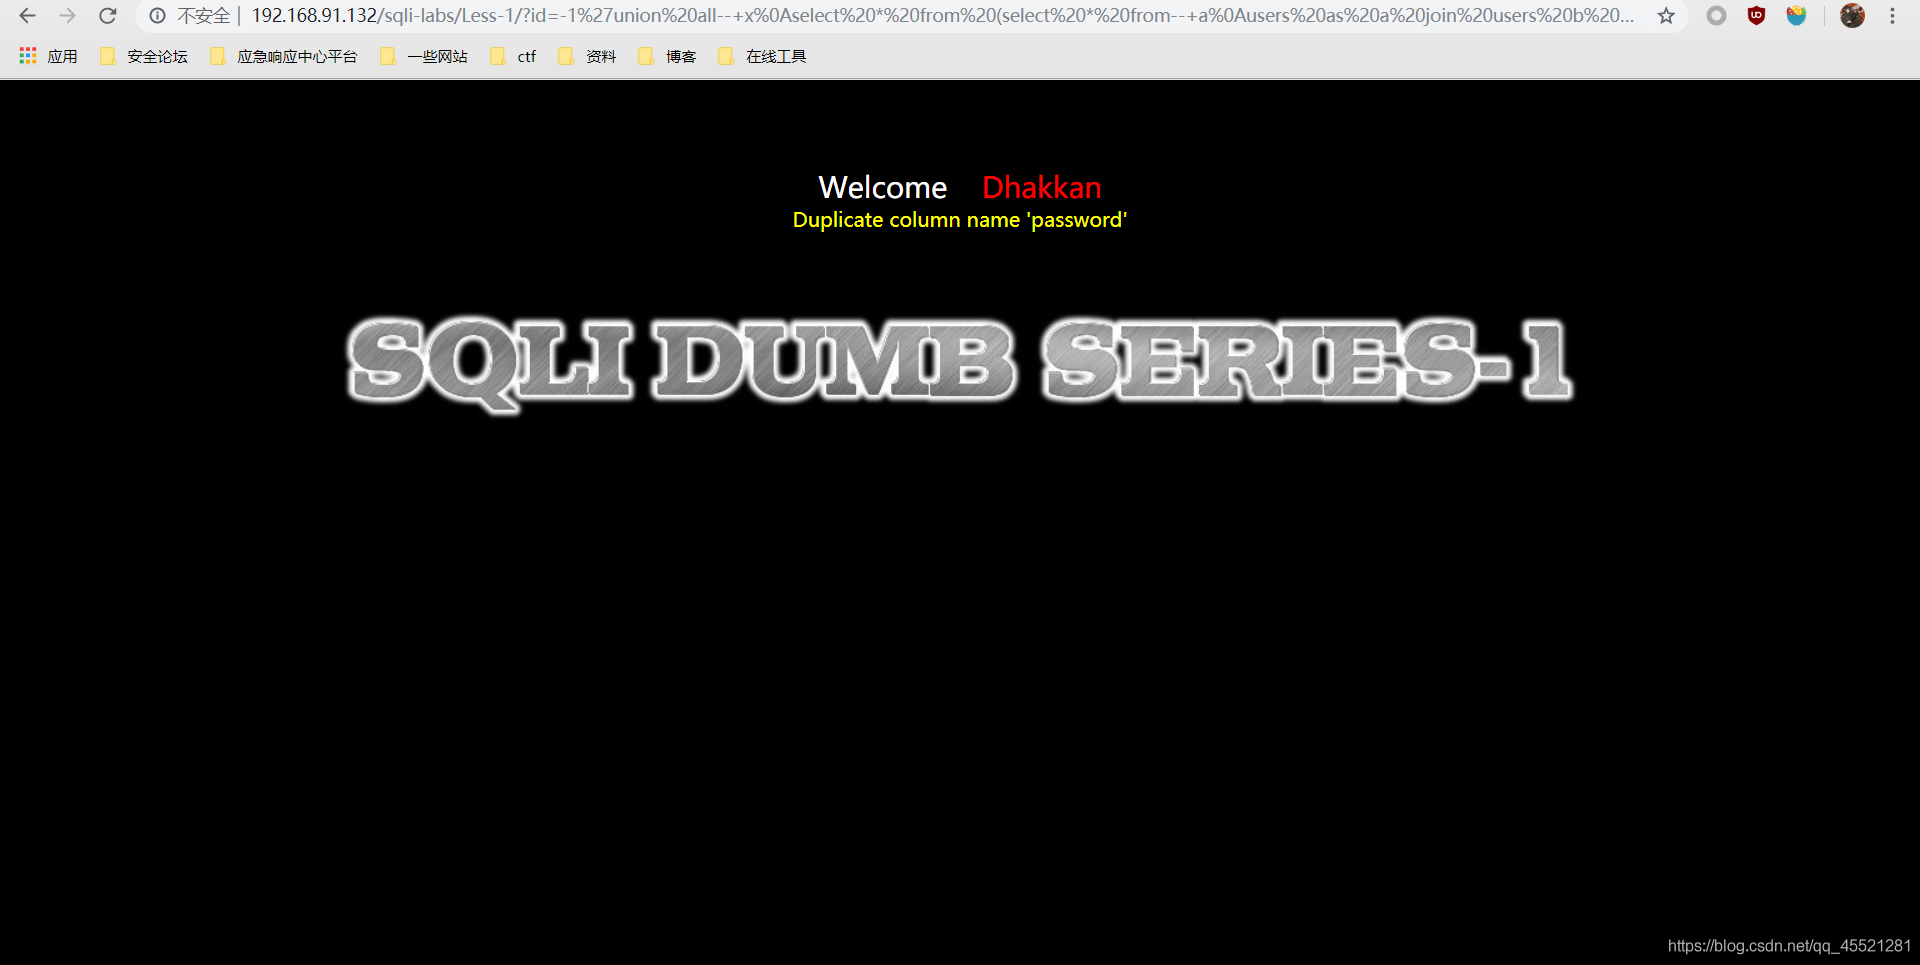 不安全 | 192.168.91.132/sqli-labs/Less-1/?id=-1%27union%20all--+x%0Aselect%20*%20from%20(select%20*%20from--+a%0Ausers%20as%20a%20join%20users%20b%20...
应用 安全论坛 应急响应中心平台 一些网站 ctf 资料 博客 在线工具
Welcome Dhakkan
Duplicate column name 'password'
SQLI DUMB SERIES-1
https://blog.csdn.net/qq_45521281